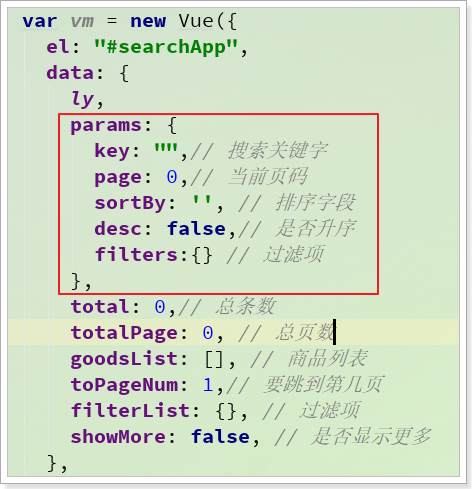 var vm = new Vue({
el: "#searchApp",
data: {
ly,
params: {
key: "",// 搜索关键字
page: 0,// 当前页码
sortBy: '', // 排序字段
desc: false,// 是否升序
filters:{} // 过滤项
},
total: 0,// 总条数
totalPage: 0, // 总页数
goodsList: [], // 商品列表
toPageNum: 1,// 要跳到第几页
filterList: {}, // 过滤项
showMore: false, // 是否显示更多
},